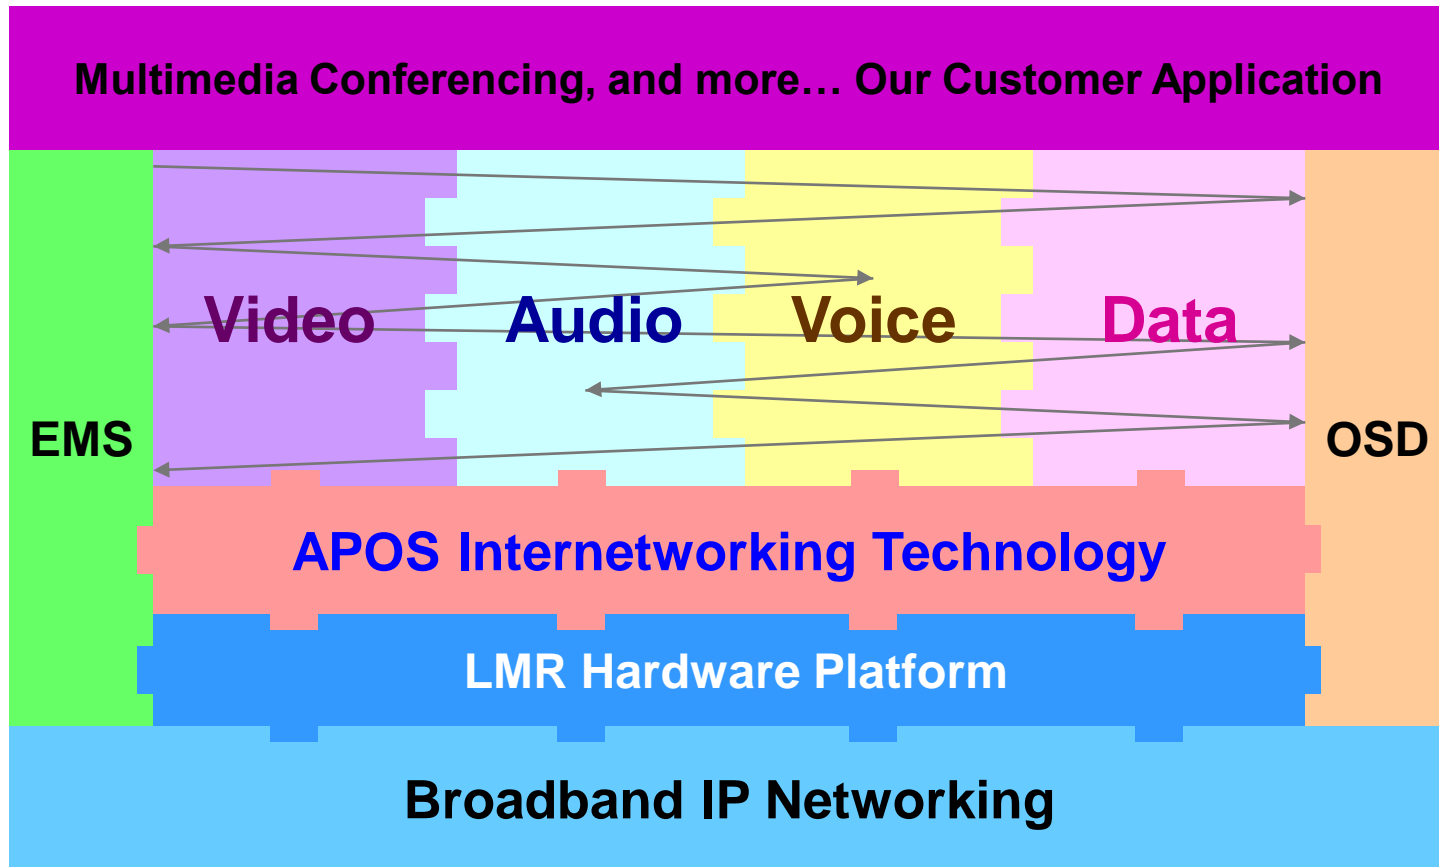 Multimedia Conferencing, and more… Our Customer Application
Video Audio Voice Data
EMS
OSD
APOS Internetworking Technology
LMR Hardware Platform
Broadband IP Networking